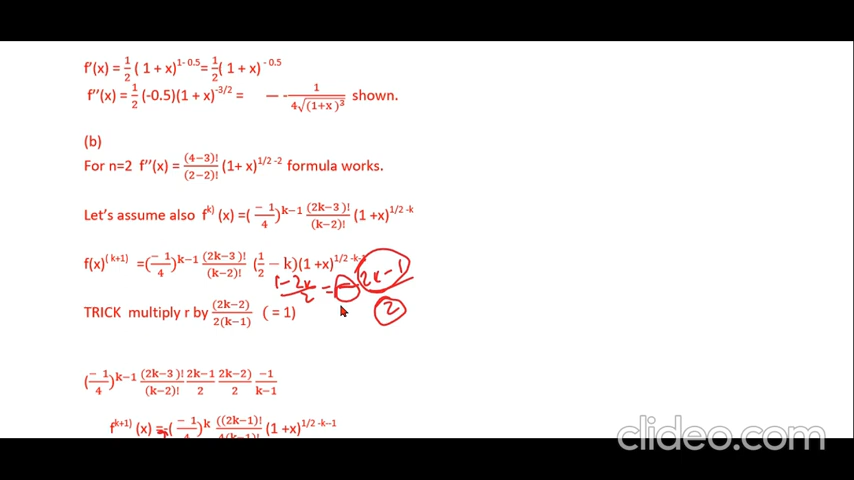 f'(x) = 1/2 ( 1 + x)^1- 0.5 = 1/2 ( 1 + x) ^- 0.5
f''(x) = 1/2 (-0.5)(1 + x)^-3/2 = — - 1/4√(1+x )^3 shown.
(b)
For n=2 f''(x) = (4−3)!/(2−2)! (1+ x)^1/2 -2 formula works.
Let's assume also f^k) (x) =(− 1/4)^k−1 (2k−3 )!/(k−2)! (1 +x)^1/2 -k
f(x)^( k+1) =(− 1/4)^k−1 (2k−3 )!/(k−2)! (1/2 − k)(1 +x)^1/2 -k-1
1-2k/2 = - 2k-1/2
TRICK multiply r by (2k−2)/2(k−1) ( = 1)
(− 1/4)^k−1 (2k−3 )!/(k−2)! 2k−1/2 2k−2)/2 −1/k−1
f^k+1) (x) =-( − 1/4)^k ((2k−1)!/4(k−1)! (1 +x)^1/2 -k--1
clideo.com